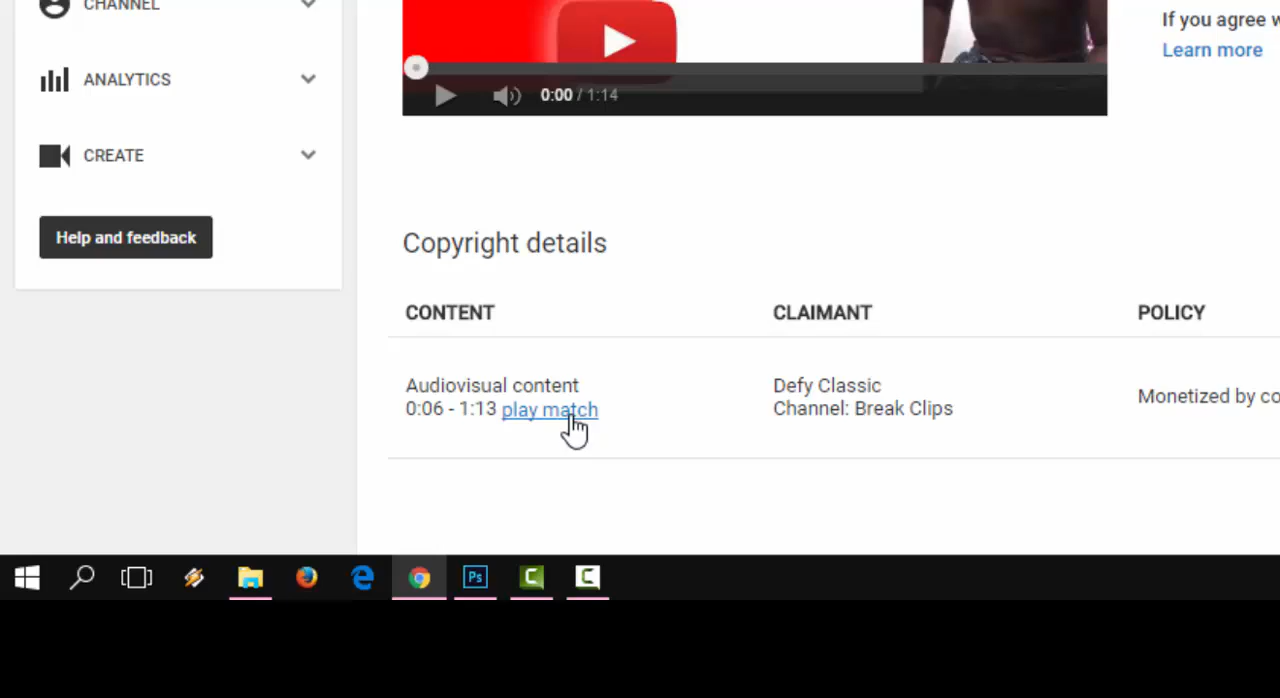 CHANNEL
ANALYTICS
CREATE
Help and feedback
If you agree
Learn more
0:00 / 1:14
Copyright details
CONTENT CLAIMANT POLICY
Audiovisual content
0:06 - 1:13 play match
Defy Classic
Channel: Break Clips
Monetized by
Ps